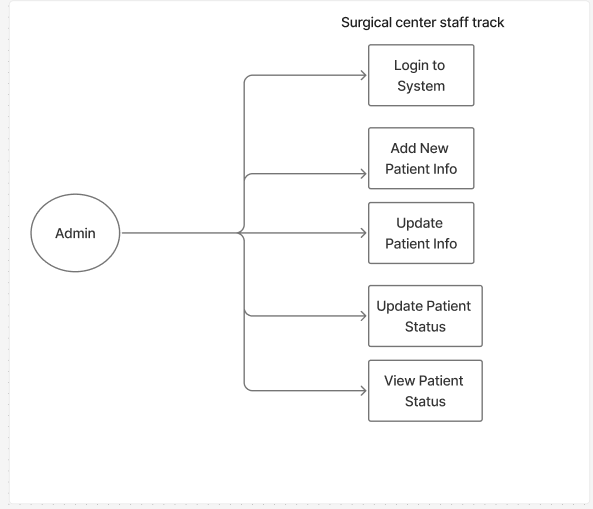 Surgical center staff track
Login to
System
Add New
Patient Info
Admin
Update
Patient Info
Update Patient
Status
View Patient
Status